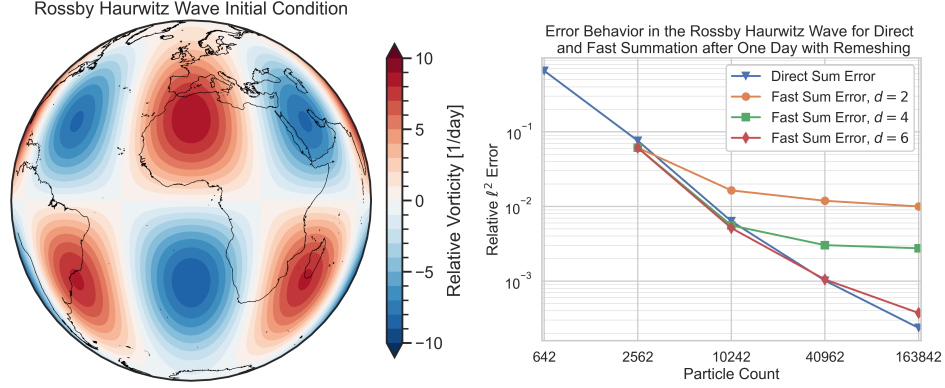 Rossby Haurwitz Wave Initial Condition
10
5
0
−5
−10
Relative Vorticity [1/day]
Error Behavior in the Rossby Haurwitz Wave for Direct
and Fast Summation after One Day with Remeshing
Direct Sum Error
Fast Sum Error, d = 2
Fast Sum Error, d = 4
Fast Sum Error, d = 6
10⁻¹
10⁻²
10⁻³
Relative ℓ² Error
642
2562
10242
40962
163842
Particle Count